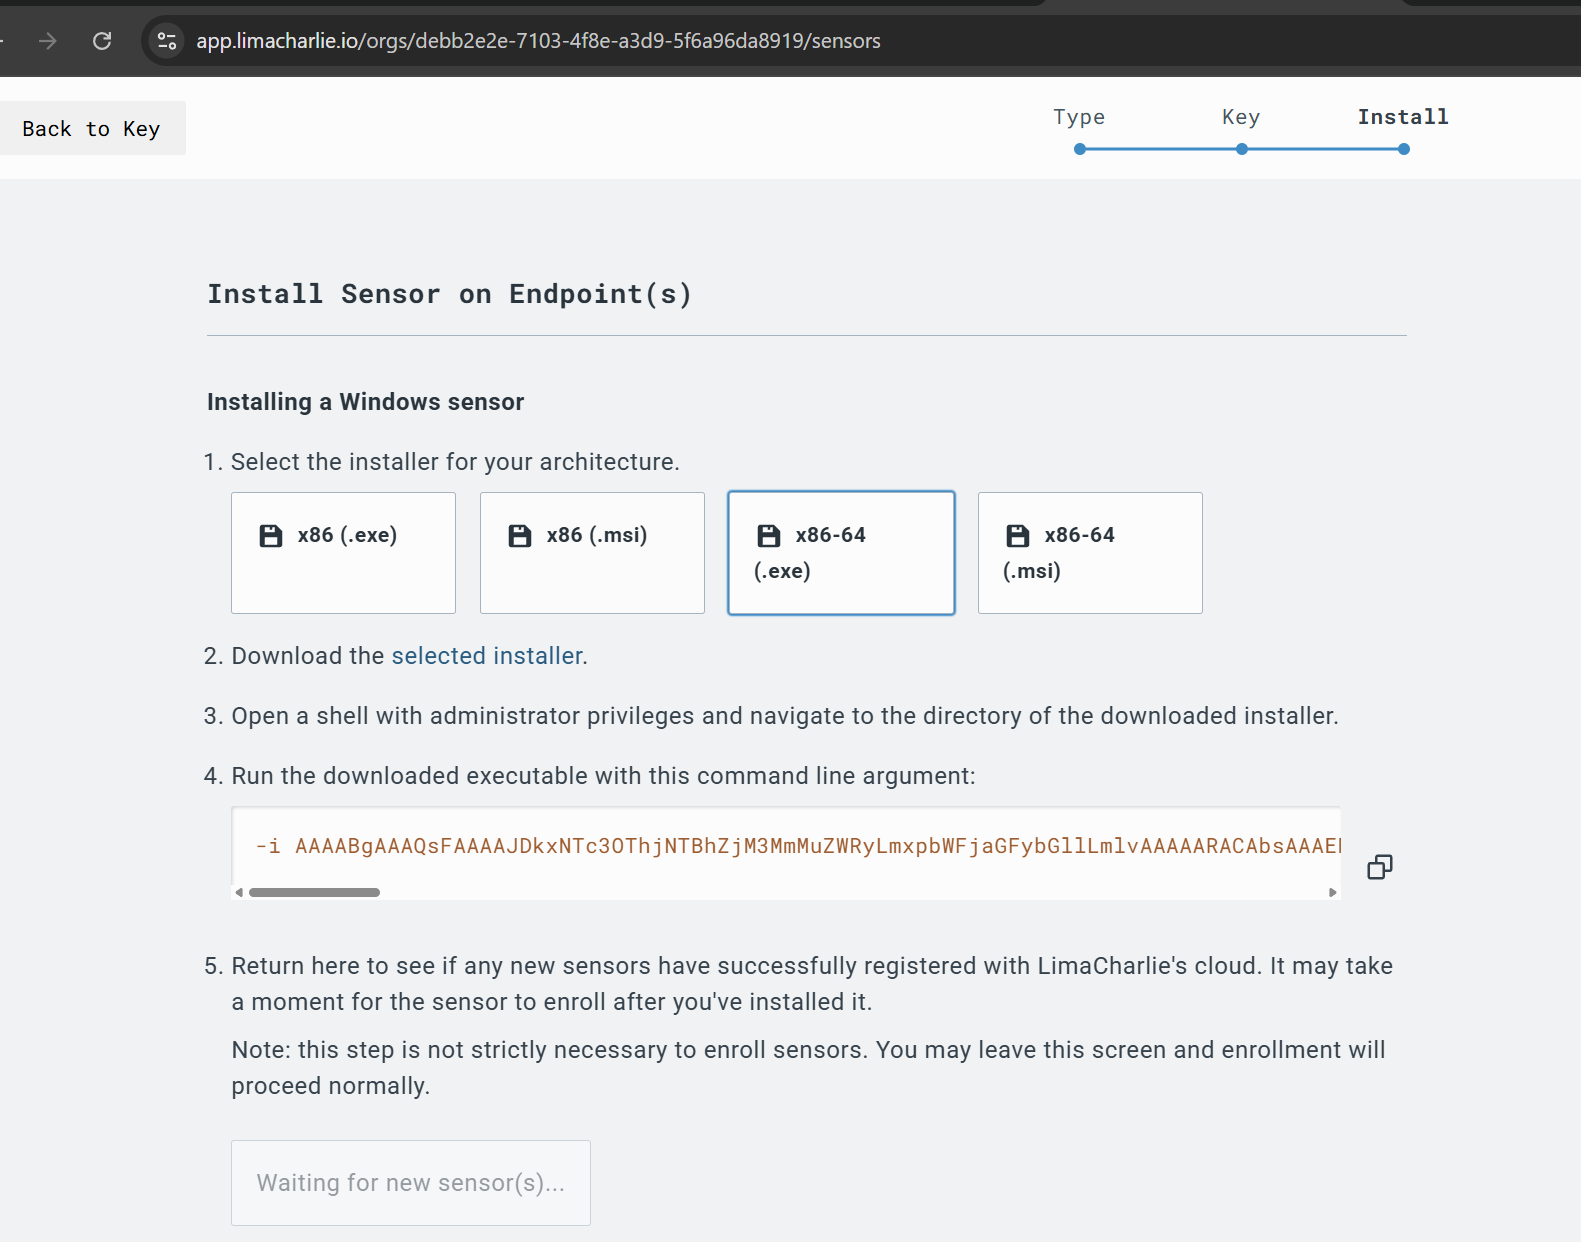 app.limacharlie.io/orgs/debb2e2e-7103-4f8e-a3d9-5f6a96da8919/sensors
Back to Key
Type Key Install
Install Sensor on Endpoint(s)
Installing a Windows sensor
1. Select the installer for your architecture.
x86 (.exe)
x86 (.msi)
x86-64
(.exe)
x86-64
(.msi)
2. Download the selected installer.
3. Open a shell with administrator privileges and navigate to the directory of the downloaded installer.
4. Run the downloaded executable with this command line argument:
-i AAAABgAAAQsFAAAAJDkxNTc3OThjNTBhZjM3MmMuZWRyLmxpbWFjaGFybGllLmlvAAAAARACAbsAAAE
5. Return here to see if any new sensors have successfully registered with LimaCharlie's cloud. It may take
a moment for the sensor to enroll after you've installed it.
Note: this step is not strictly necessary to enroll sensors. You may leave this screen and enrollment will
proceed normally.
Waiting for new sensor(s)...